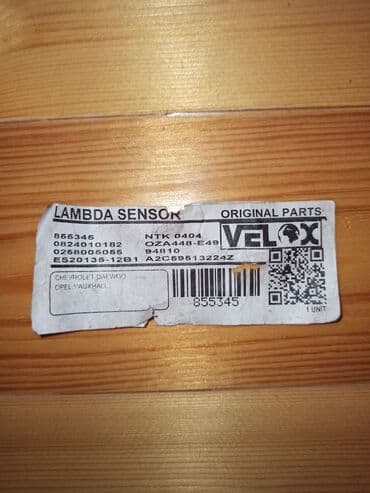 LAMBDA SENSOR ORIGINAL PARTS
855345 NTK 0404
0824010182 OZA448-E49
0258006065 94810
ES20135-12B1 A2C59513224Z
VELOX
CHEVROLET, DAEWOO
OPEL, VAUXHALL
855345
1 UNIT